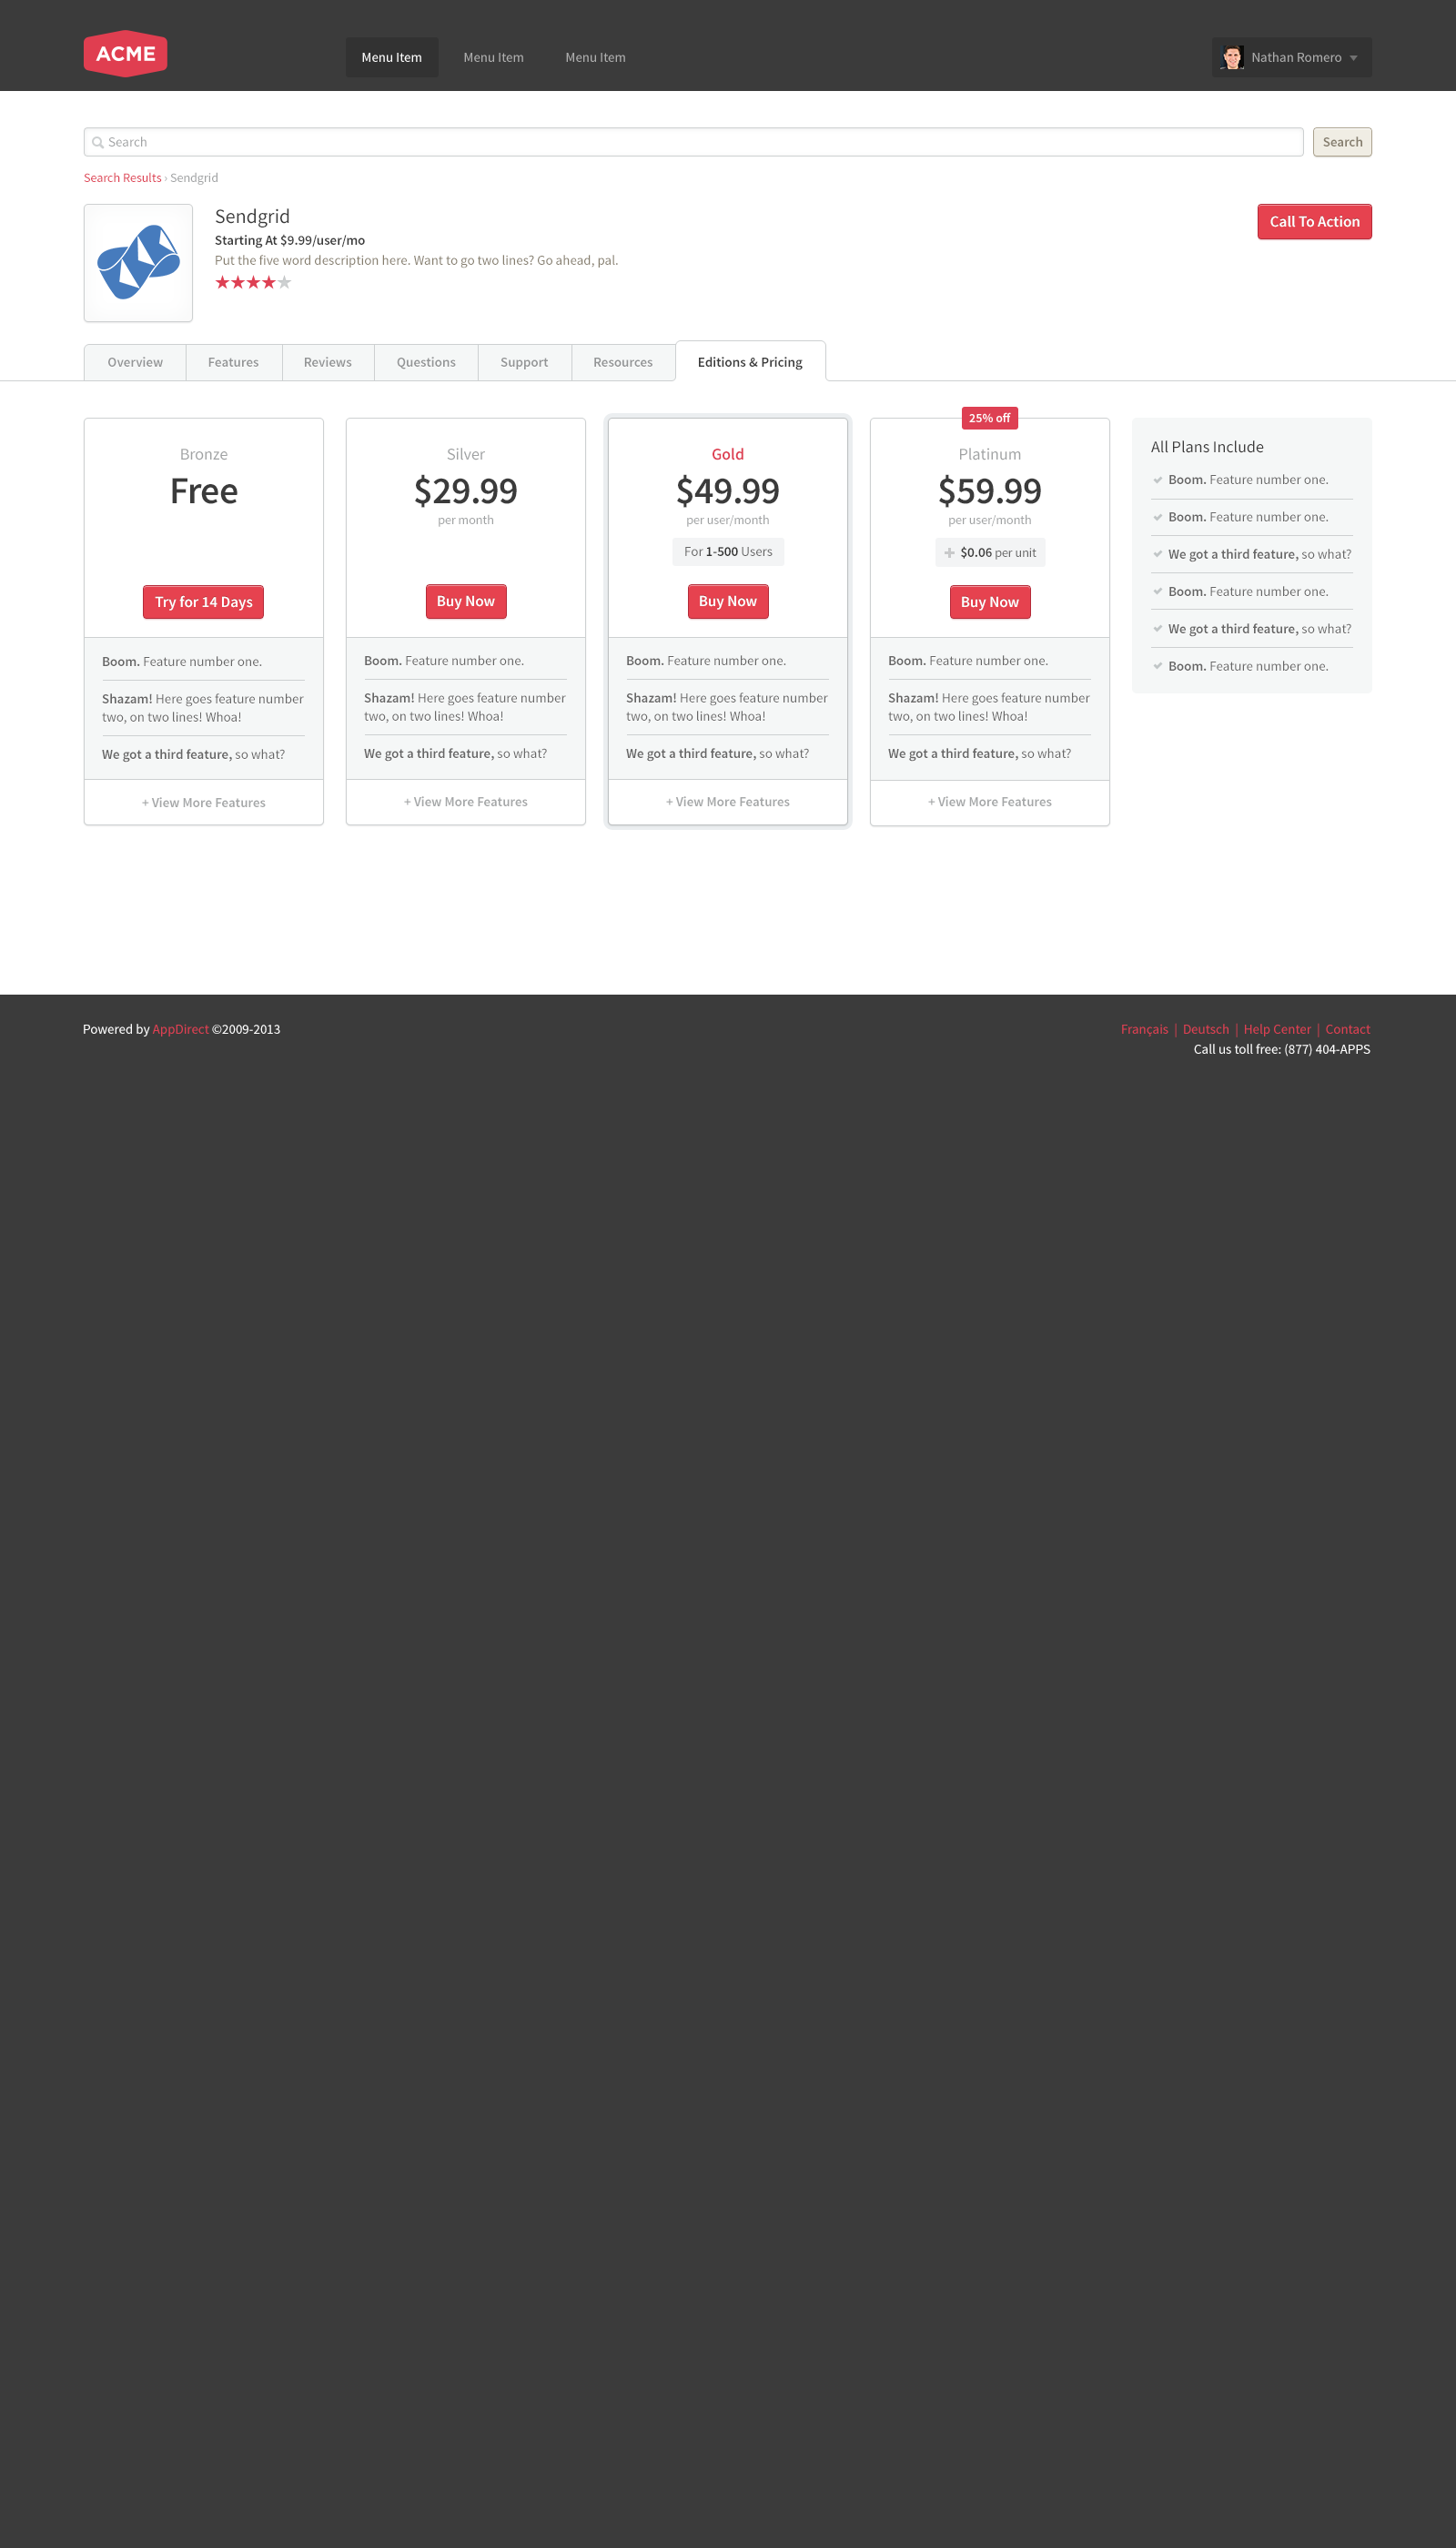 ACME
Menu Item
Menu Item
Menu Item
Nathan Romero
Search
Search
Search Results › Sendgrid
Sendgrid
Starting At $9.99/user/mo
Put the five word description here. Want to go two lines? Go ahead, pal.
Call To Action
Overview
Features
Reviews
Questions
Support
Resources
Editions & Pricing
Bronze
Free
Try for 14 Days
Boom. Feature number one.
Shazam! Here goes feature number
two, on two lines! Whoa!
We got a third feature, so what?
+ View More Features
Silver
$29.99
per month
Buy Now
Boom. Feature number one.
Shazam! Here goes feature number
two, on two lines! Whoa!
We got a third feature, so what?
+ View More Features
Gold
$49.99
per user/month
For 1-500 Users
Buy Now
Boom. Feature number one.
Shazam! Here goes feature number
two, on two lines! Whoa!
We got a third feature, so what?
+ View More Features
25% off
Platinum
$59.99
per user/month
+ $0.06 per unit
Buy Now
Boom. Feature number one.
Shazam! Here goes feature number
two, on two lines! Whoa!
We got a third feature, so what?
+ View More Features
All Plans Include
Boom. Feature number one.
Boom. Feature number one.
We got a third feature, so what?
Boom. Feature number one.
We got a third feature, so what?
Boom. Feature number one.
Powered by AppDirect ©2009-2013
Français | Deutsch | Help Center | Contact
Call us toll free: (877) 404-APPS